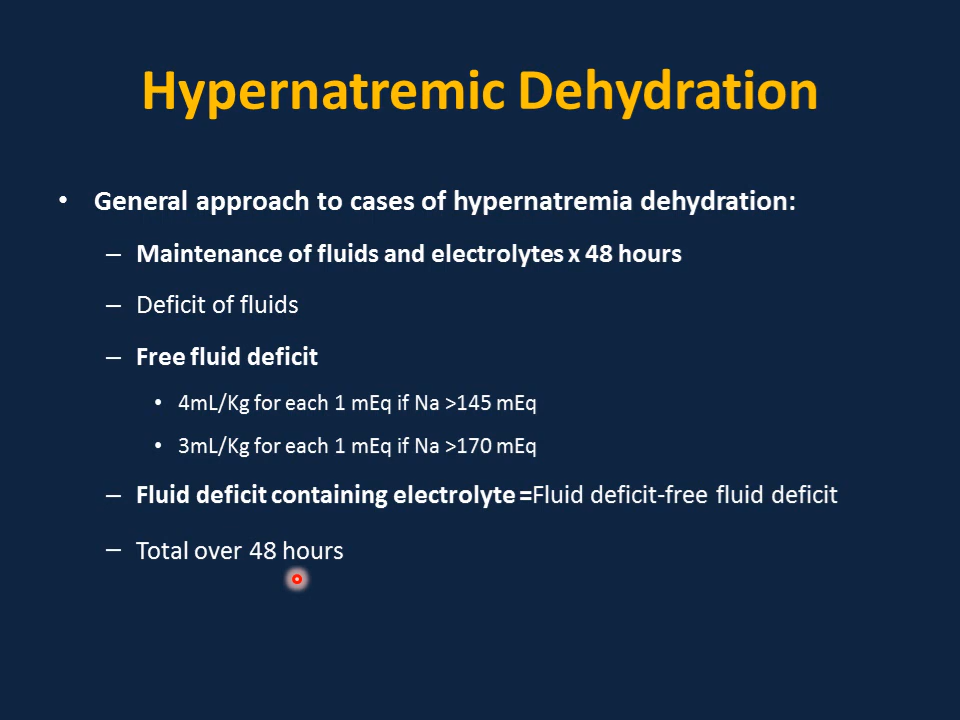 Hypernatremic Dehydration
• General approach to cases of hypernatremia dehydration:
– Maintenance of fluids and electrolytes x 48 hours
– Deficit of fluids
– Free fluid deficit
• 4mL/Kg for each 1 mEq if Na >145 mEq
• 3mL/Kg for each 1 mEq if Na >170 mEq
– Fluid deficit containing electrolyte =Fluid deficit-free fluid deficit
– Total over 48 hours